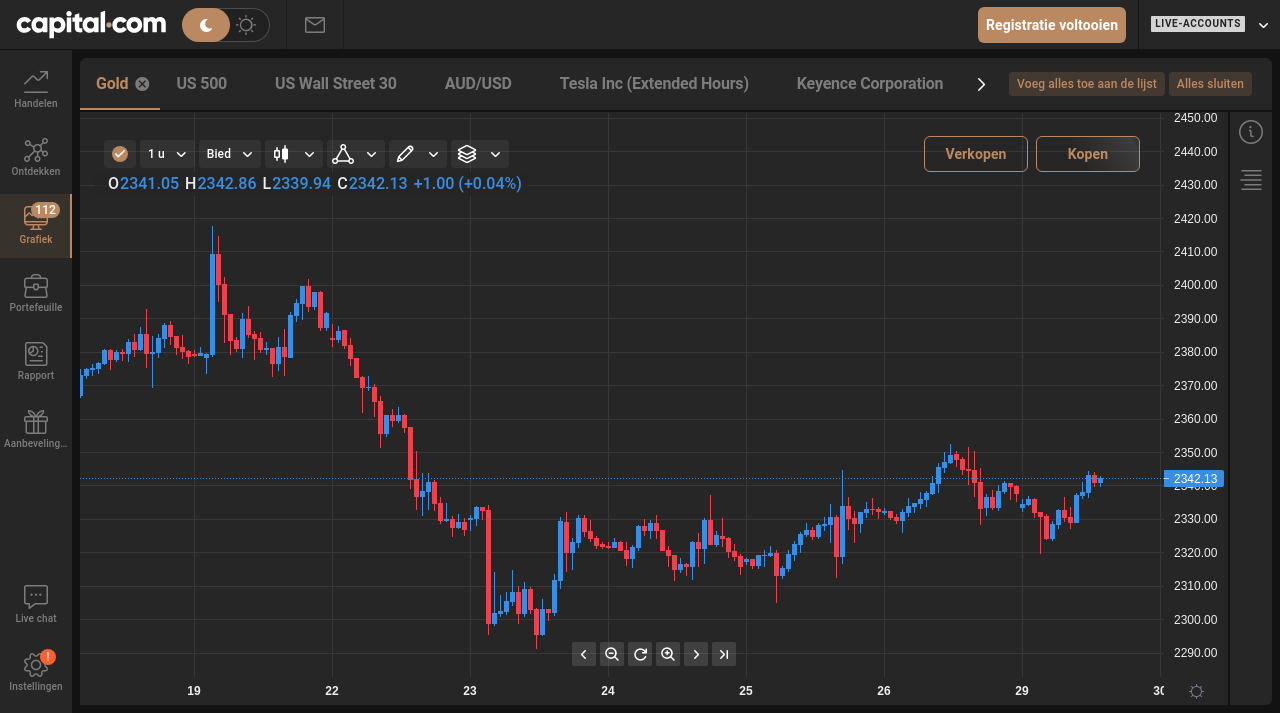 capital.com
Registratie voltooien
LIVE-ACCOUNTS
Handelen
Ontdekken
112
Grafiek
Portefeuille
Rapport
Aanbeveling...
Live chat
!
Instellingen
Gold US 500 US Wall Street 30 AUD/USD Tesla Inc (Extended Hours) Keyence Corporation
Voeg alles toe aan de lijst Alles sluiten
1 u Bied
Verkopen Kopen
O2341.05 H2342.86 L2339.94 C2342.13 +1.00 (+0.04%)
2450.00
2440.00
2430.00
2420.00
2410.00
2400.00
2390.00
2380.00
2370.00
2360.00
2350.00
2342.13
2340.00
2330.00
2320.00
2310.00
2300.00
2290.00
19 22 23 24 25 26 29 30